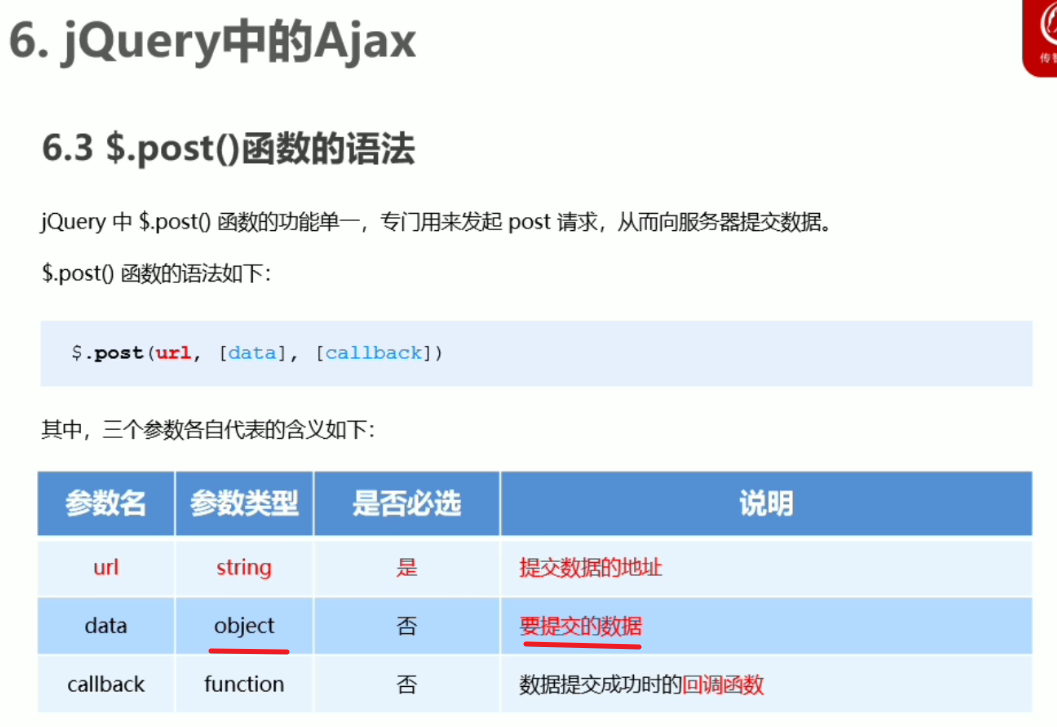 6. jQuery中的Ajax
6.3 $.post()函数的语法
jQuery 中 $.post() 函数的功能单一，专门用来发起 post 请求，从而向服务器提交数据。
$.post() 函数的语法如下：
$.post(url, [data], [callback])
其中，三个参数各自代表的含义如下：
参数名 参数类型 是否必选 说明
url string 是 提交数据的地址
data object 否 要提交的数据
callback function 否 数据提交成功时的回调函数